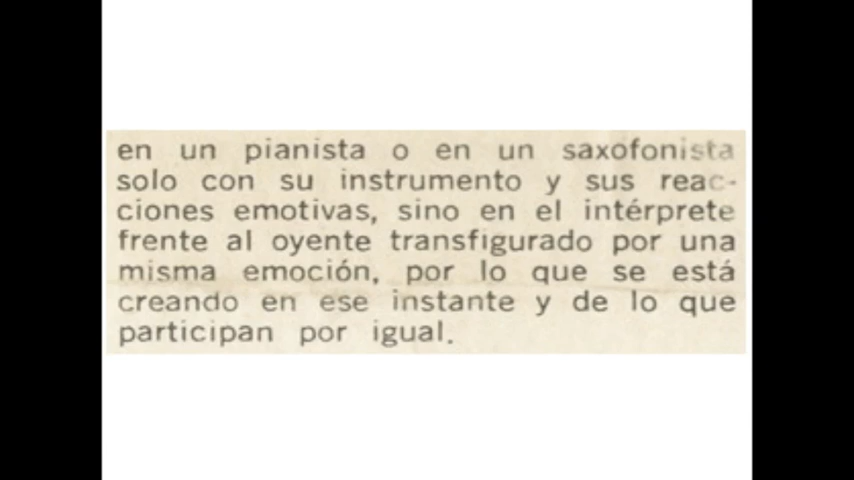 en un pianista o en un saxofonista
solo con su instrumento y sus reac-
ciones emotivas, sino en el intérprete
frente al oyente transfigurado por una
misma emoción, por lo que se está
creando en ese instante y de lo que
participan por igual.